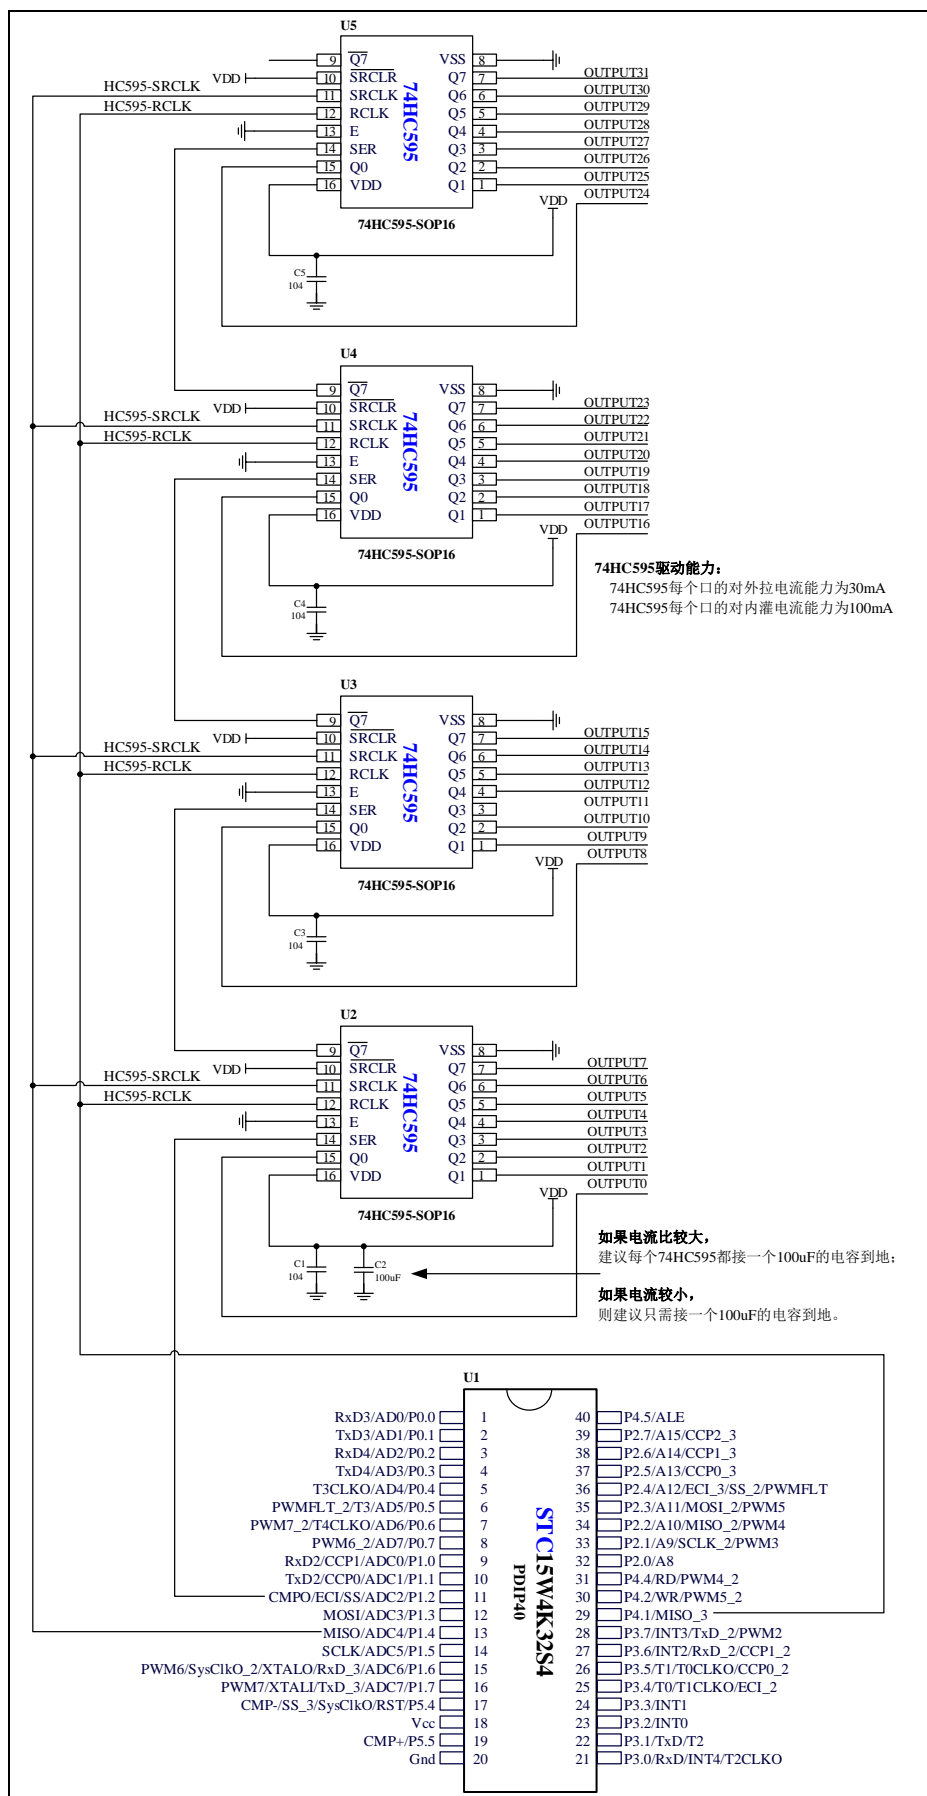 U5
9 Q7 VSS 8
VDD 10 SRCLR Q7 7 OUTPUT31
HC595-SRCLK 11 SRCLK Q6 6 OUTPUT30
HC595-RCLK 12 RCLK Q5 5 OUTPUT29
13 E Q4 4 OUTPUT28
14 SER Q3 3 OUTPUT27
15 Q0 Q2 2 OUTPUT26
16 VDD Q1 1 OUTPUT25
VDD OUTPUT24
74HC595
74HC595-SOP16
C5
104
U4
9 Q7 VSS 8
VDD 10 SRCLR Q7 7 OUTPUT23
HC595-SRCLK 11 SRCLK Q6 6 OUTPUT22
HC595-RCLK 12 RCLK Q5 5 OUTPUT21
13 E Q4 4 OUTPUT20
14 SER Q3 3 OUTPUT19
15 Q0 Q2 2 OUTPUT18
16 VDD Q1 1 OUTPUT17
VDD OUTPUT16
74HC595
74HC595-SOP16
C4
104
74HC595驱动能力：
74HC595每个口的对外拉电流能力为30mA
74HC595每个口的对内灌电流能力为100mA
U3
9 Q7 VSS 8
VDD 10 SRCLR Q7 7 OUTPUT15
HC595-SRCLK 11 SRCLK Q6 6 OUTPUT14
HC595-RCLK 12 RCLK Q5 5 OUTPUT13
13 E Q4 4 OUTPUT12
14 SER Q3 3 OUTPUT11
15 Q0 Q2 2 OUTPUT10
16 VDD Q1 1 OUTPUT9
VDD OUTPUT8
74HC595
74HC595-SOP16
C3
104
U2
9 Q7 VSS 8
VDD 10 SRCLR Q7 7 OUTPUT7
HC595-SRCLK 11 SRCLK Q6 6 OUTPUT6
HC595-RCLK 12 RCLK Q5 5 OUTPUT5
13 E Q4 4 OUTPUT4
14 SER Q3 3 OUTPUT3
15 Q0 Q2 2 OUTPUT2
16 VDD Q1 1 OUTPUT1
VDD OUTPUT0
74HC595
74HC595-SOP16
C1
104
C2
100uF
如果电流比较大，
建议每个74HC595都接一个100uF的电容到地；
如果电流较小，
则建议只需接一个100uF的电容到地。
U1
RxD3/AD0/P0.0 1 40 P4.5/ALE
TxD3/AD1/P0.1 2 39 P2.7/A15/CCP2_3
RxD4/AD2/P0.2 3 38 P2.6/A14/CCP1_3
TxD4/AD3/P0.3 4 37 P2.5/A13/CCP0_3
T3CLKO/AD4/P0.4 5 36 P2.4/A12/ECI_3/SS_2/PWMFLT
PWMFLT_2/T3/AD5/P0.5 6 35 P2.3/A11/MOSI_2/PWM5
PWM7_2/T4CLKO/AD6/P0.6 7 34 P2.2/A10/MISO_2/PWM4
PWM6_2/AD7/P0.7 8 33 P2.1/A9/SCLK_2/PWM3
RxD2/CCP1/ADC0/P1.0 9 32 P2.0/A8
TxD2/CCP0/ADC1/P1.1 10 31 P4.4/RD/PWM4_2
CMPO/ECI/SS/ADC2/P1.2 11 30 P4.2/WR/PWM5_2
MOSI/ADC3/P1.3 12 29 P4.1/MISO_3
MISO/ADC4/P1.4 13 28 P3.7/INT3/TxD_2/PWM2
SCLK/ADC5/P1.5 14 27 P3.6/INT2/RxD_2/CCP1_2
PWM6/SysClkO_2/XTALO/RxD_3/ADC6/P1.6 15 26 P3.5/T1/T0CLKO/CCP0_2
PWM7/XTALI/TxD_3/ADC7/P1.7 16 25 P3.4/T0/T1CLKO/ECI_2
CMP-/SS_3/SysClkO/RST/P5.4 17 24 P3.3/INT1
Vcc 18 23 P3.2/INT0
CMP+/P5.5 19 22 P3.1/TxD/T2
Gnd 20 21 P3.0/RxD/INT4/T2CLKO
STC15W4K32S4
PDIP40